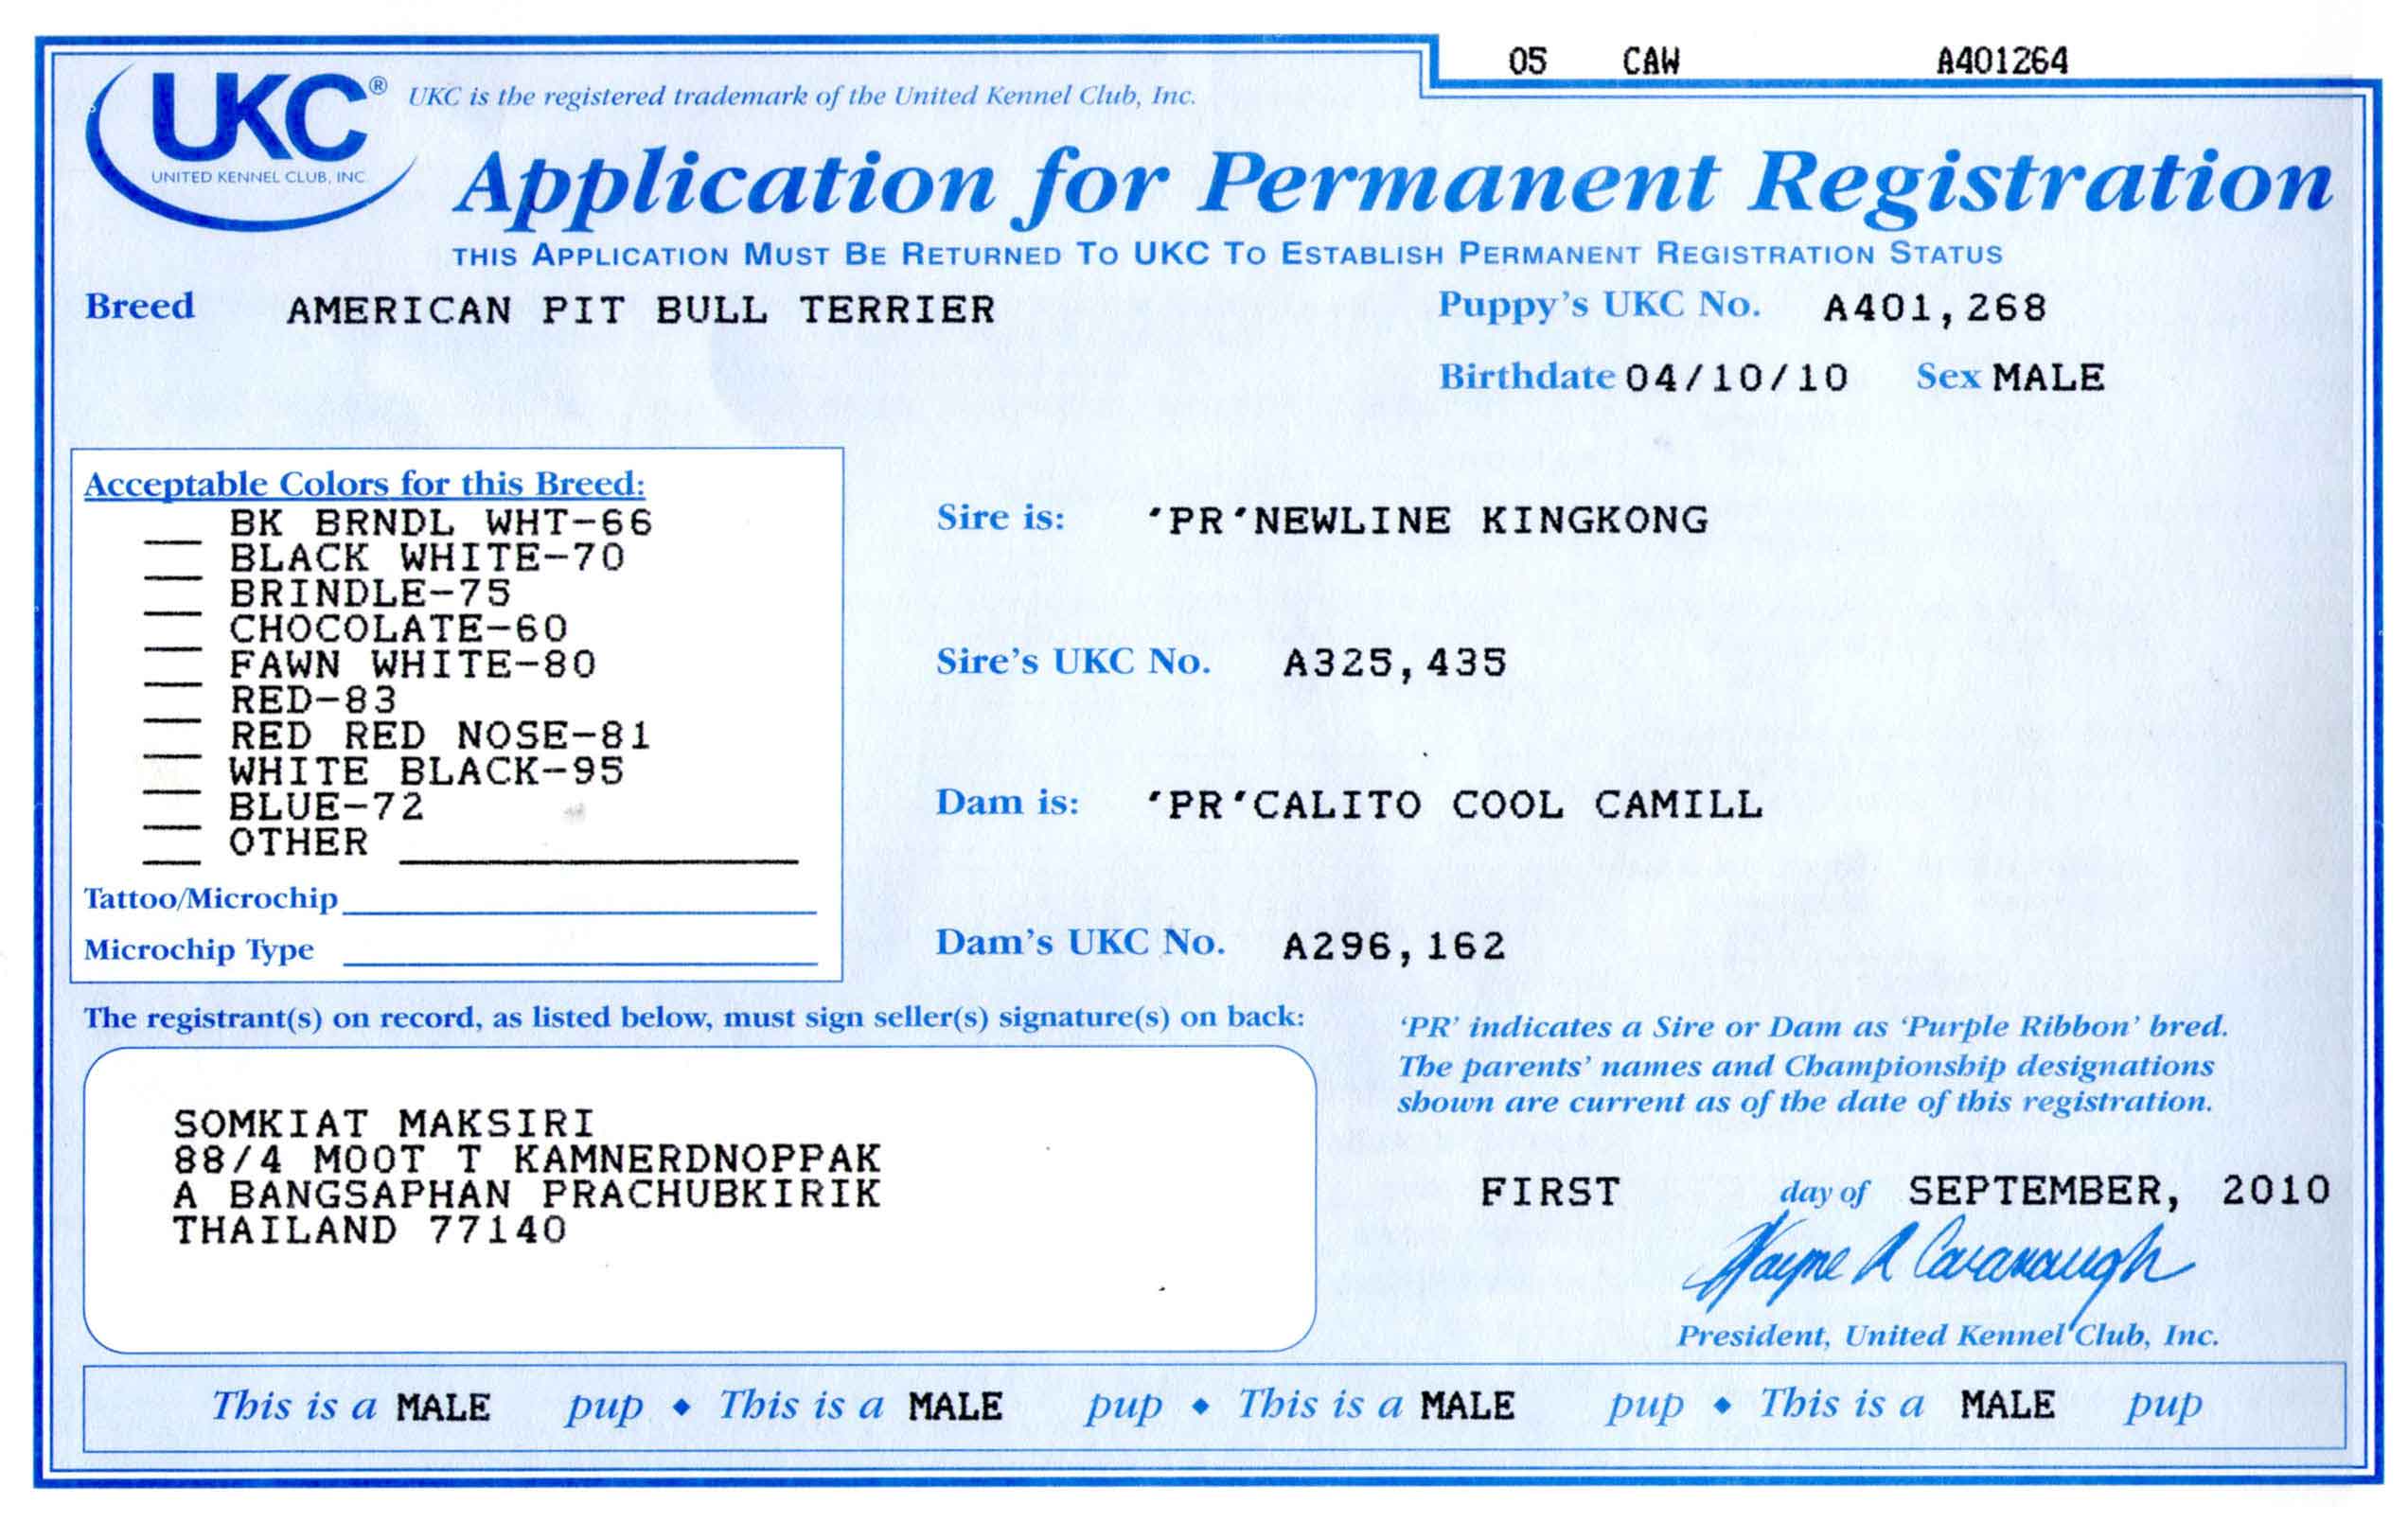 05 CAW A401264
UKC®
UNITED KENNEL CLUB, INC.
UKC is the registered trademark of the United Kennel Club, Inc.
Application for Permanent Registration
THIS APPLICATION MUST BE RETURNED TO UKC TO ESTABLISH PERMANENT REGISTRATION STATUS
Breed AMERICAN PIT BULL TERRIER
Puppy's UKC No. A401,268
Birthdate 04/10/10 Sex MALE
Acceptable Colors for this Breed:
BK BRNDL WHT-66
BLACK WHITE-70
BRINDLE-75
CHOCOLATE-60
FAWN WHITE-80
RED-83
RED RED NOSE-81
WHITE BLACK-95
BLUE-72
OTHER
Tattoo/Microchip
Microchip Type
Sire is: 'PR'NEWLINE KINGKONG
Sire's UKC No. A325,435
Dam is: 'PR'CALITO COOL CAMILL
Dam's UKC No. A296,162
The registrant(s) on record, as listed below, must sign seller(s) signature(s) on back:
SOMKIAT MAKSIRI
88/4 MOOT T KAMNERDNOPPAK
A BANGSAPHAN PRACHUBKIRIK
THAILAND 77140
'PR' indicates a Sire or Dam as 'Purple Ribbon' bred.
The parents' names and Championship designations
shown are current as of the date of this registration.
FIRST day of SEPTEMBER, 2010
Wayne R Cavanaugh
President, United Kennel Club, Inc.
This is a MALE pup ◆ This is a MALE pup ◆ This is a MALE pup ◆ This is a MALE pup